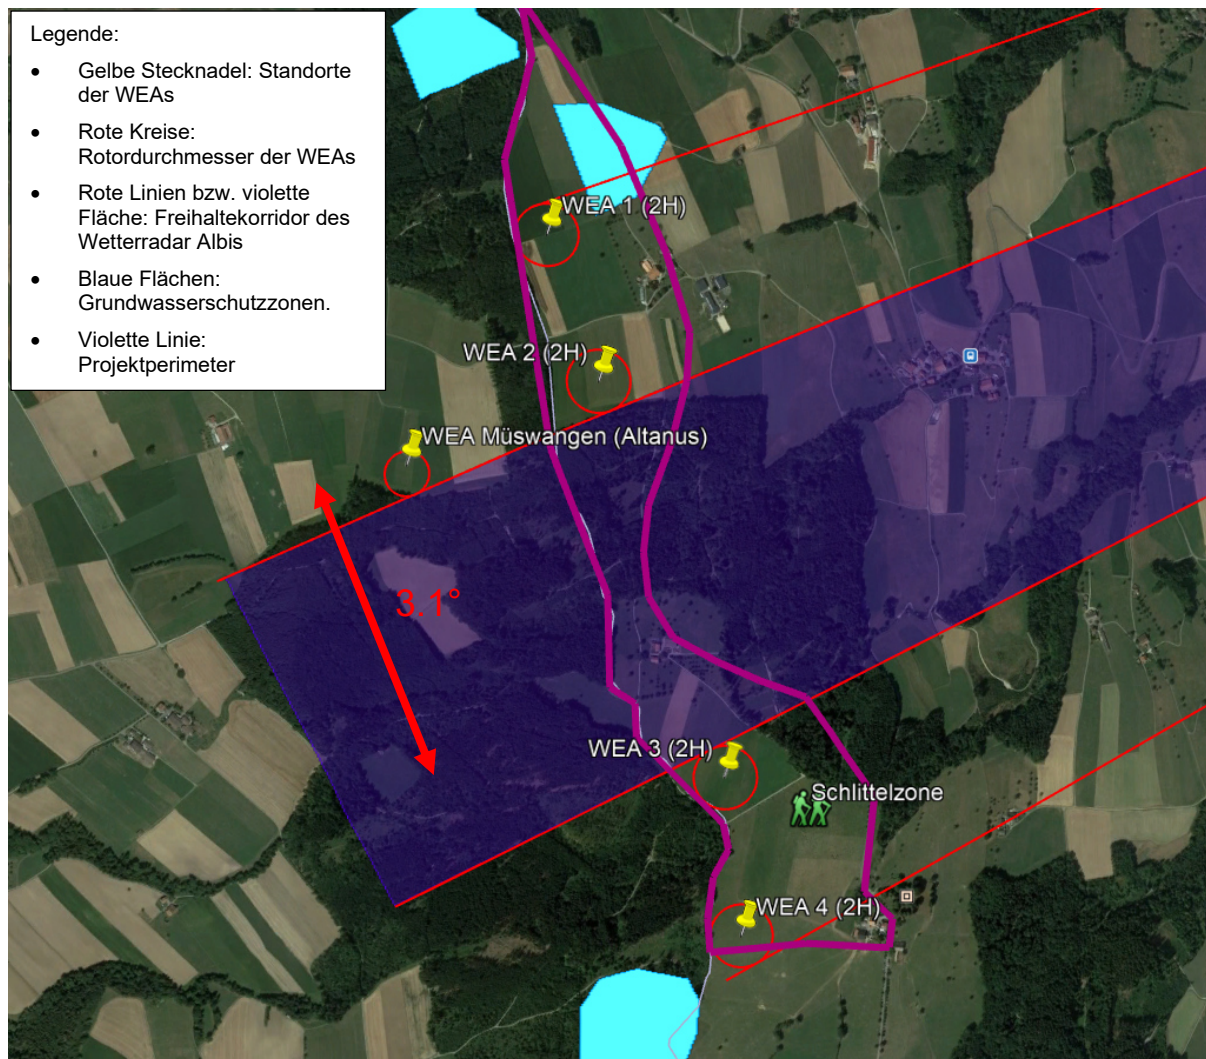 Legende:
• Gelbe Stecknadel: Standorte
der WEAs
• Rote Kreise:
Rotordurchmesser der WEAs
• Rote Linien bzw. violette
Fläche: Freihaltekorridor des
Wetterradar Albis
• Blaue Flächen:
Grundwasserschutzzonen.
• Violette Linie:
Projektperimeter
WEA 1 (2H)
WEA 2 (2H)
WEA Müswangen (Altanus)
3.1°
WEA 3 (2H)
Schlittelzone
WEA 4 (2H)